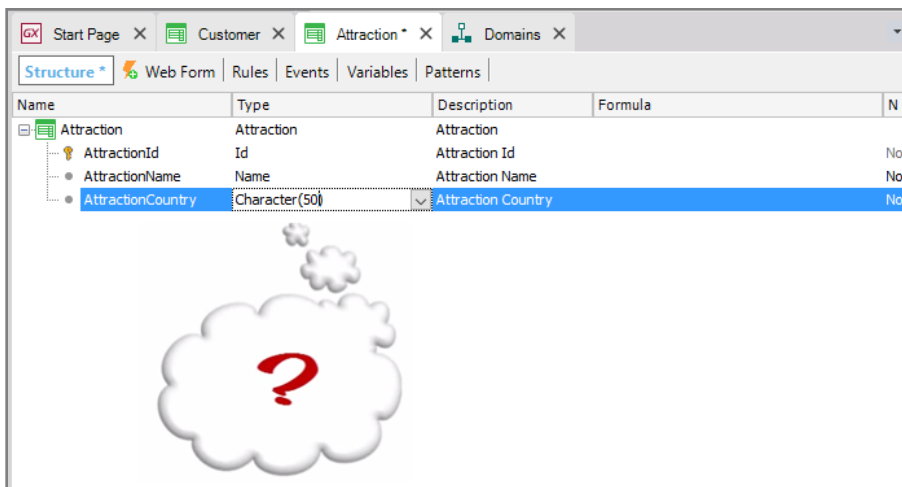 GX Start Page Customer Attraction * Domains
Structure * Web Form Rules Events Variables Patterns
Name Type Description Formula N
Attraction Attraction Attraction
AttractionId Id Attraction Id No
AttractionName Name Attraction Name No
AttractionCountry Character(50) Attraction Country No
?